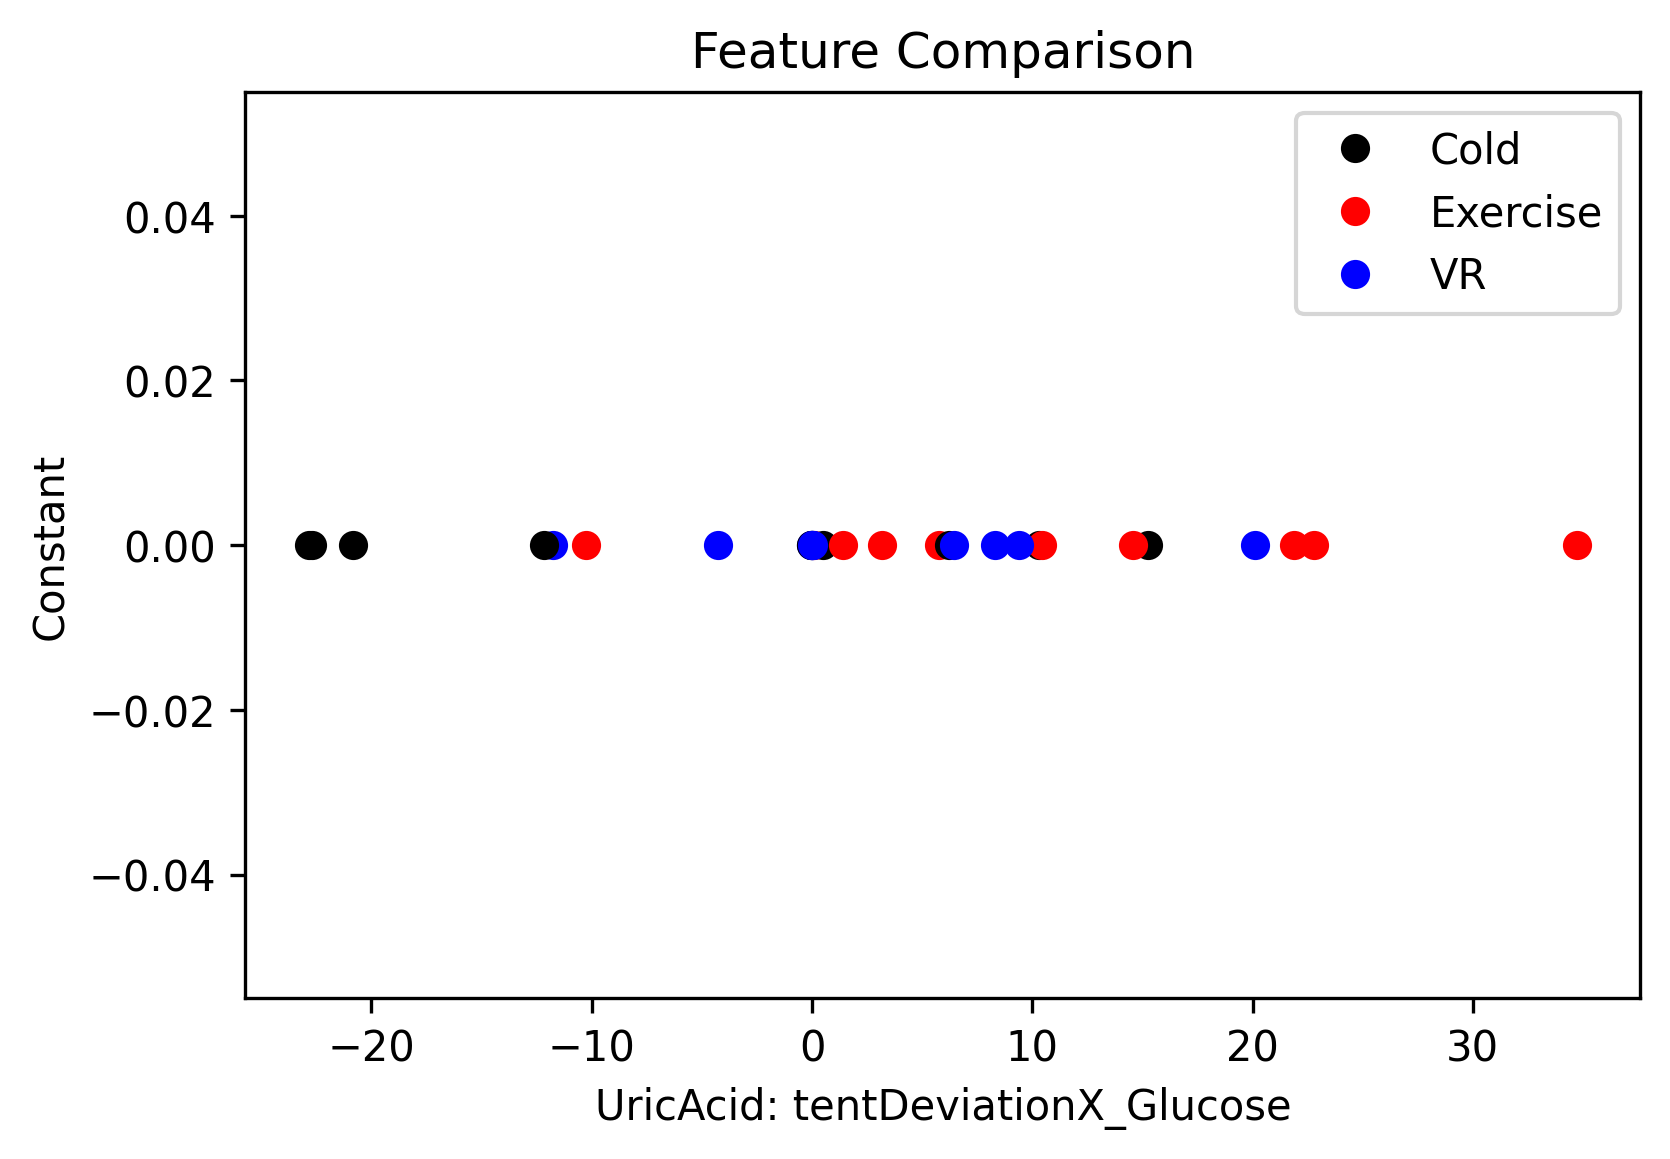 Feature Comparison
Cold
Exercise
VR
0.04
0.02
0.00
−0.02
−0.04
Constant
−20 −10 0 10 20 30
UricAcid: tentDeviationX_Glucose